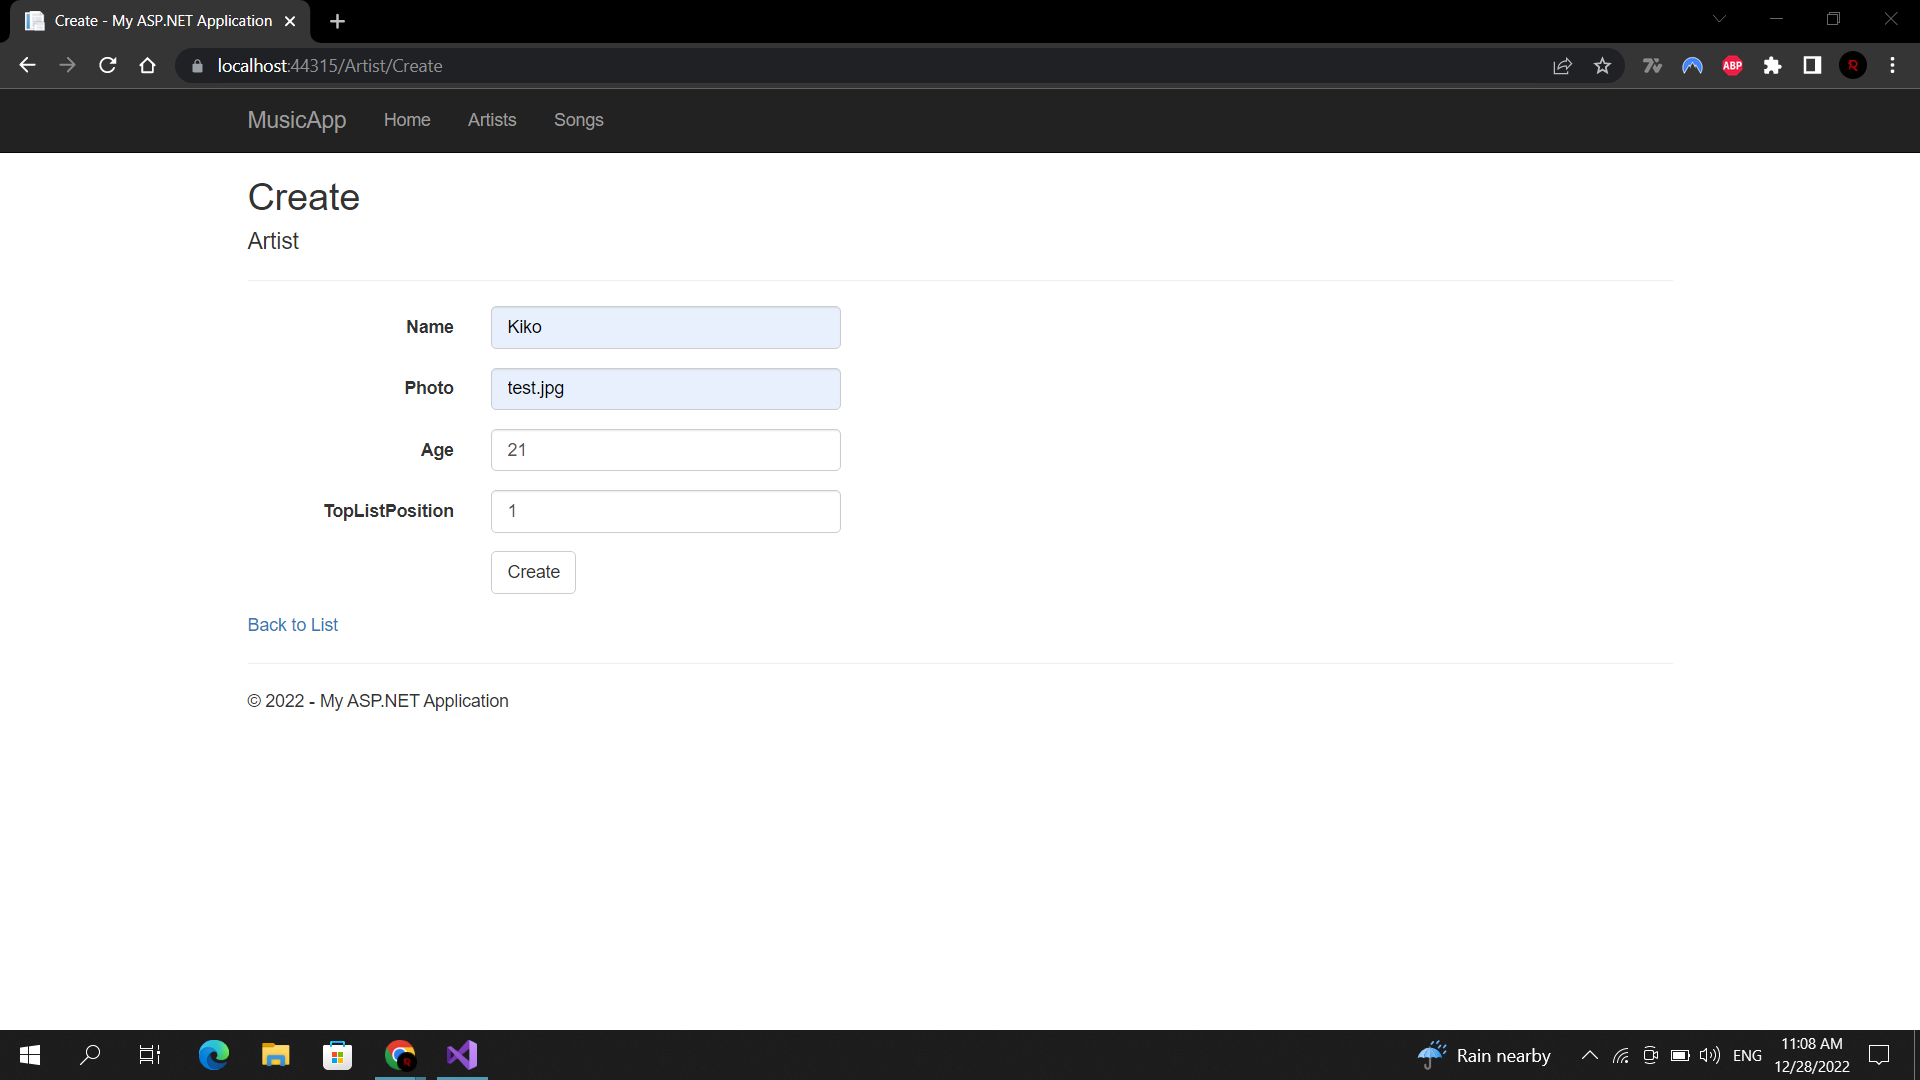 Create - My ASP.NET Application
localhost:44315/Artist/Create
ABP
R
MusicApp Home Artists Songs
Create
Artist
Name Kiko
Photo test.jpg
Age 21
TopListPosition 1
Create
Back to List
© 2022 - My ASP.NET Application
Rain nearby
ENG
11:08 AM
12/28/2022